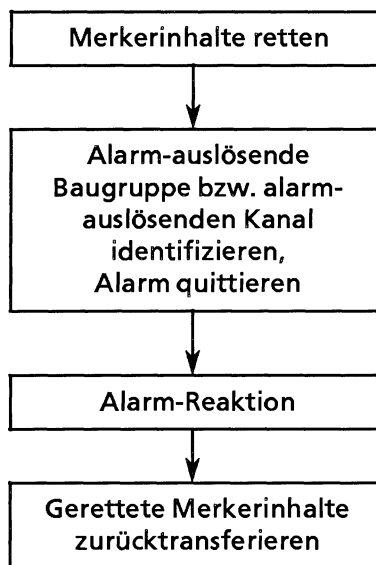 Merkerinhalte retten
Alarm-auslösende
Baugruppe bzw. alarm-
auslösenden Kanal
identifizieren,
Alarm quittieren
Alarm-Reaktion
Gerettete Merkerinhalte
zurücktransferieren